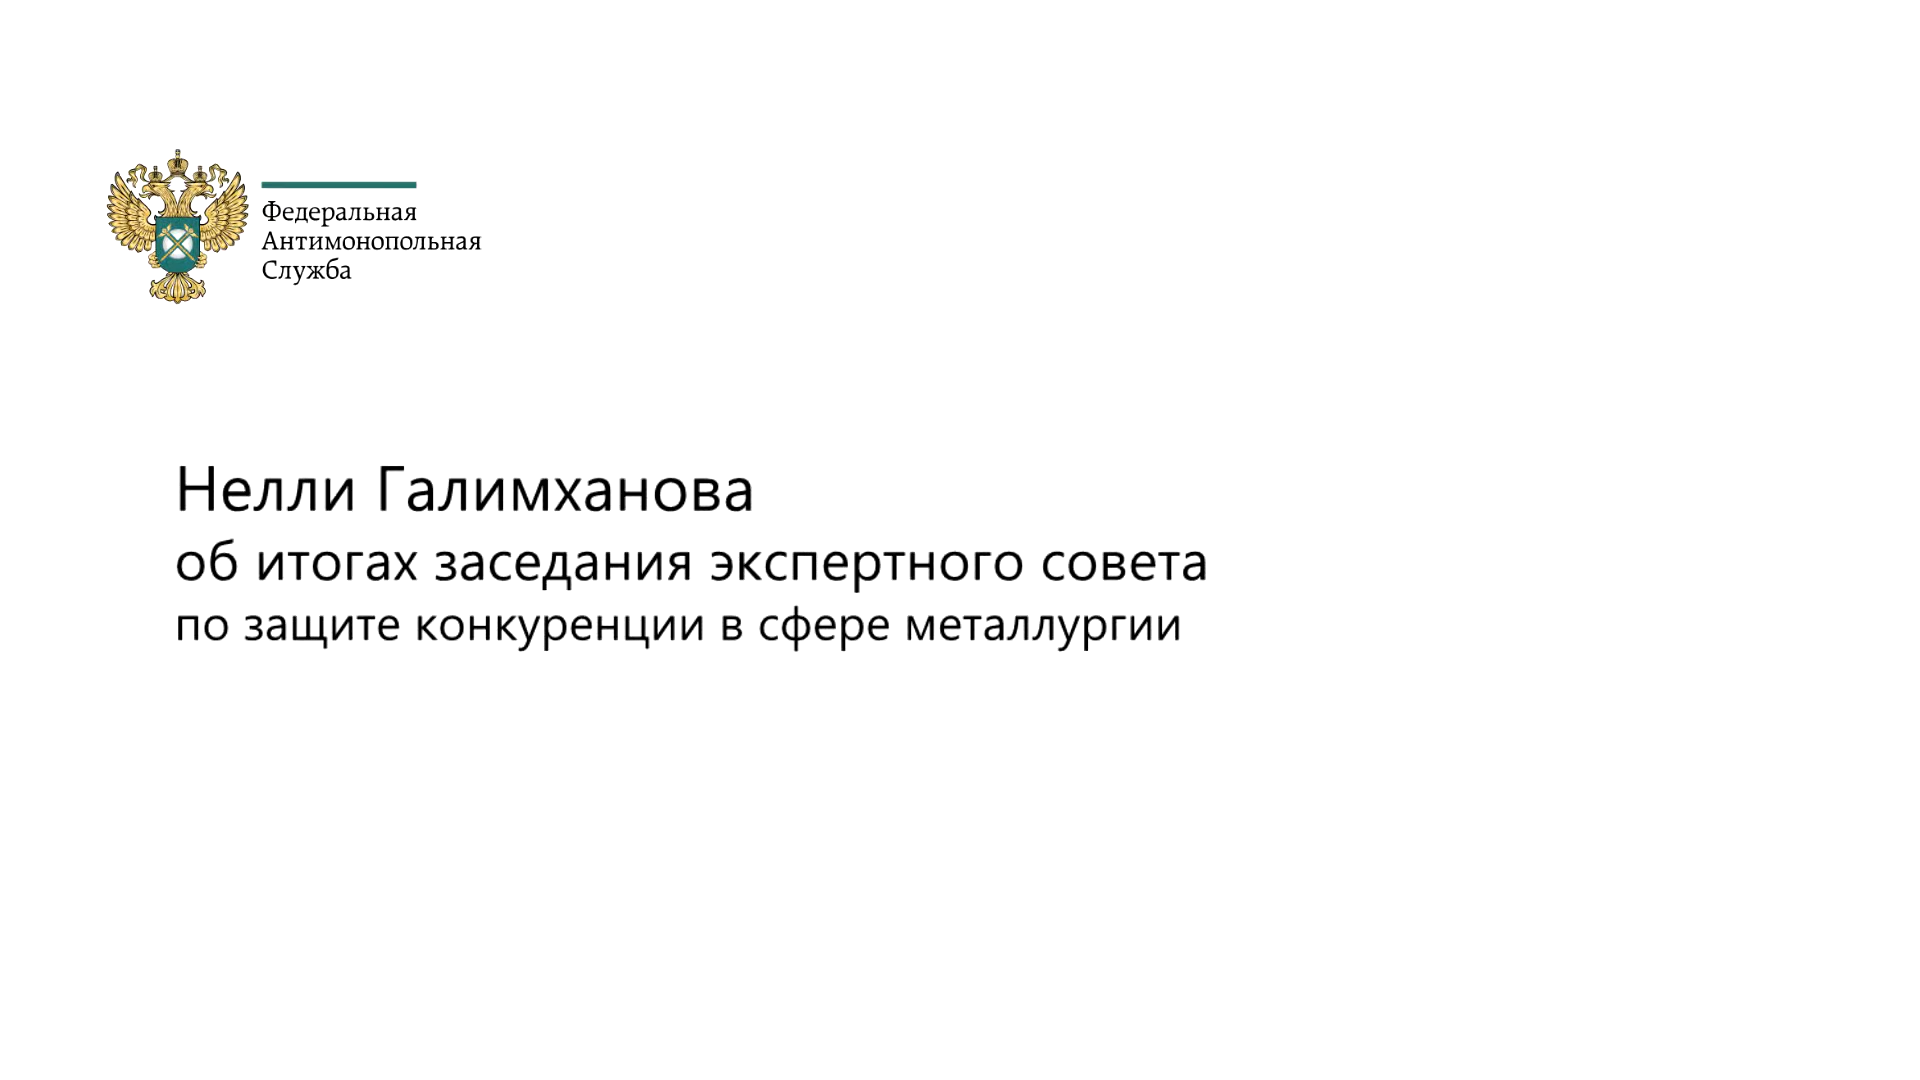 Федеральная
Антимонопольная
Служба
Нелли Галимханова
об итогах заседания экспертного совета
по защите конкуренции в сфере металлургии